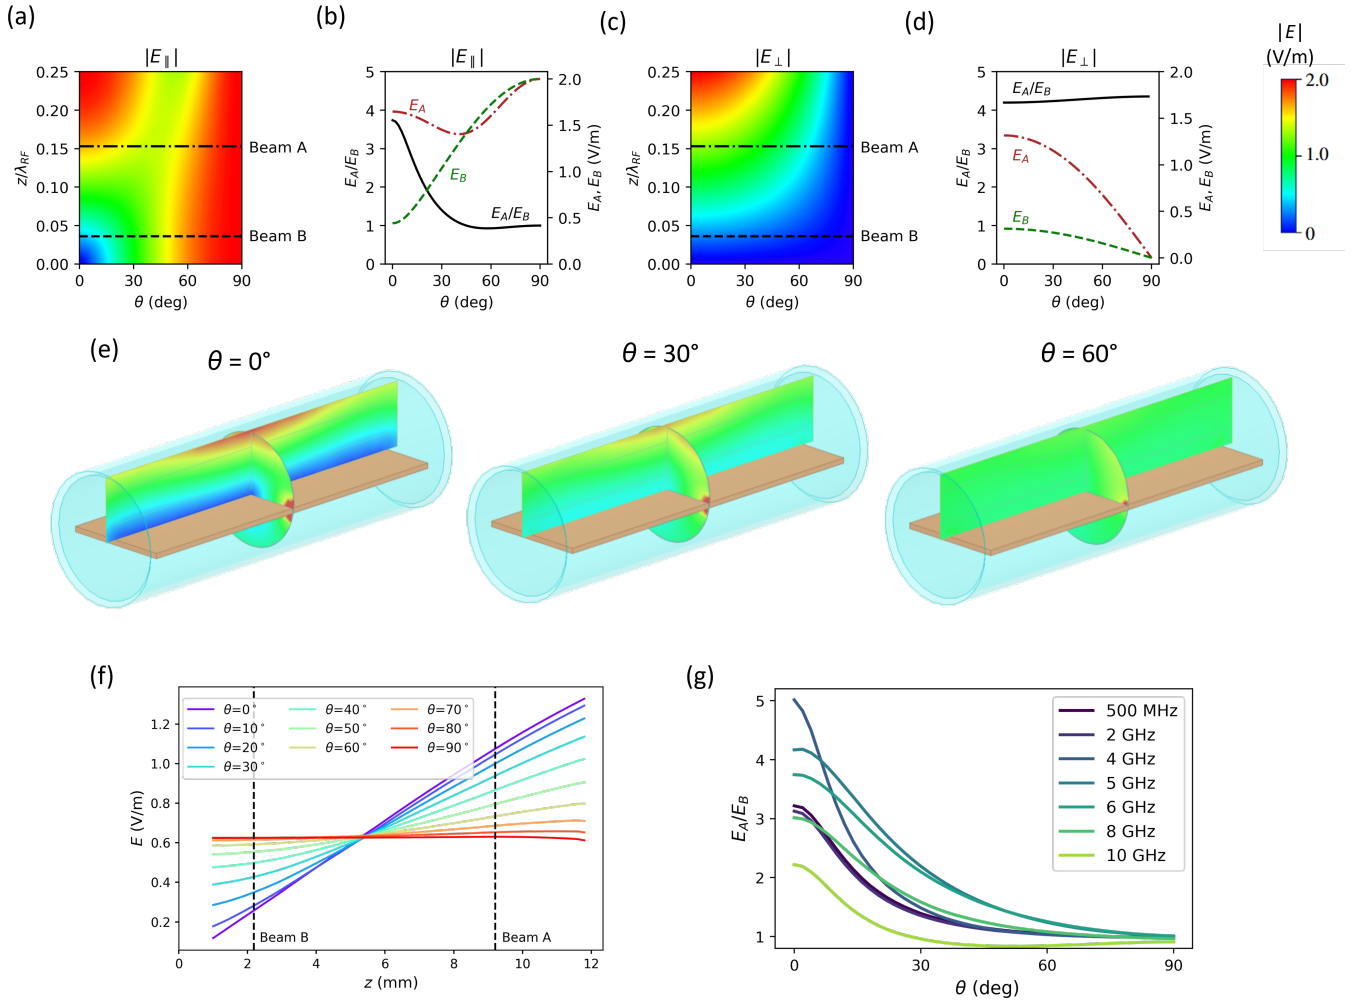 (a)
(b)
(c)
(d)
|E∥|
|E∥|
|E⊥|
|E⊥|
|E|
(V/m)
0.25
0.20
0.15
0.10
0.05
0.00
z/λRF
0
30
60
90
θ (deg)
Beam A
Beam B
5
4
3
2
1
0
EA/EB
EA
EB
EA/EB
2.0
1.5
1.0
0.5
0.0
EA, EB (V/m)
0
30
60
90
θ (deg)
0.25
0.20
0.15
0.10
0.05
0.00
z/λRF
0
30
60
90
θ (deg)
Beam A
Beam B
5
4
3
2
1
0
EA/EB
EA/EB
EA
EB
2.0
1.5
1.0
0.5
0.0
EA, EB (V/m)
0
30
60
90
θ (deg)
2.0
1.0
0
(e)
θ = 0°
θ = 30°
θ = 60°
(f)
1.2
1.0
0.8
0.6
0.4
0.2
E (V/m)
θ=0°
θ=10°
θ=20°
θ=30°
θ=40°
θ=50°
θ=60°
θ=70°
θ=80°
θ=90°
Beam B
Beam A
0
2
4
6
8
10
12
z (mm)
(g)
5
4
3
2
1
EA/EB
500 MHz
2 GHz
4 GHz
5 GHz
6 GHz
8 GHz
10 GHz
0
30
60
90
θ (deg)